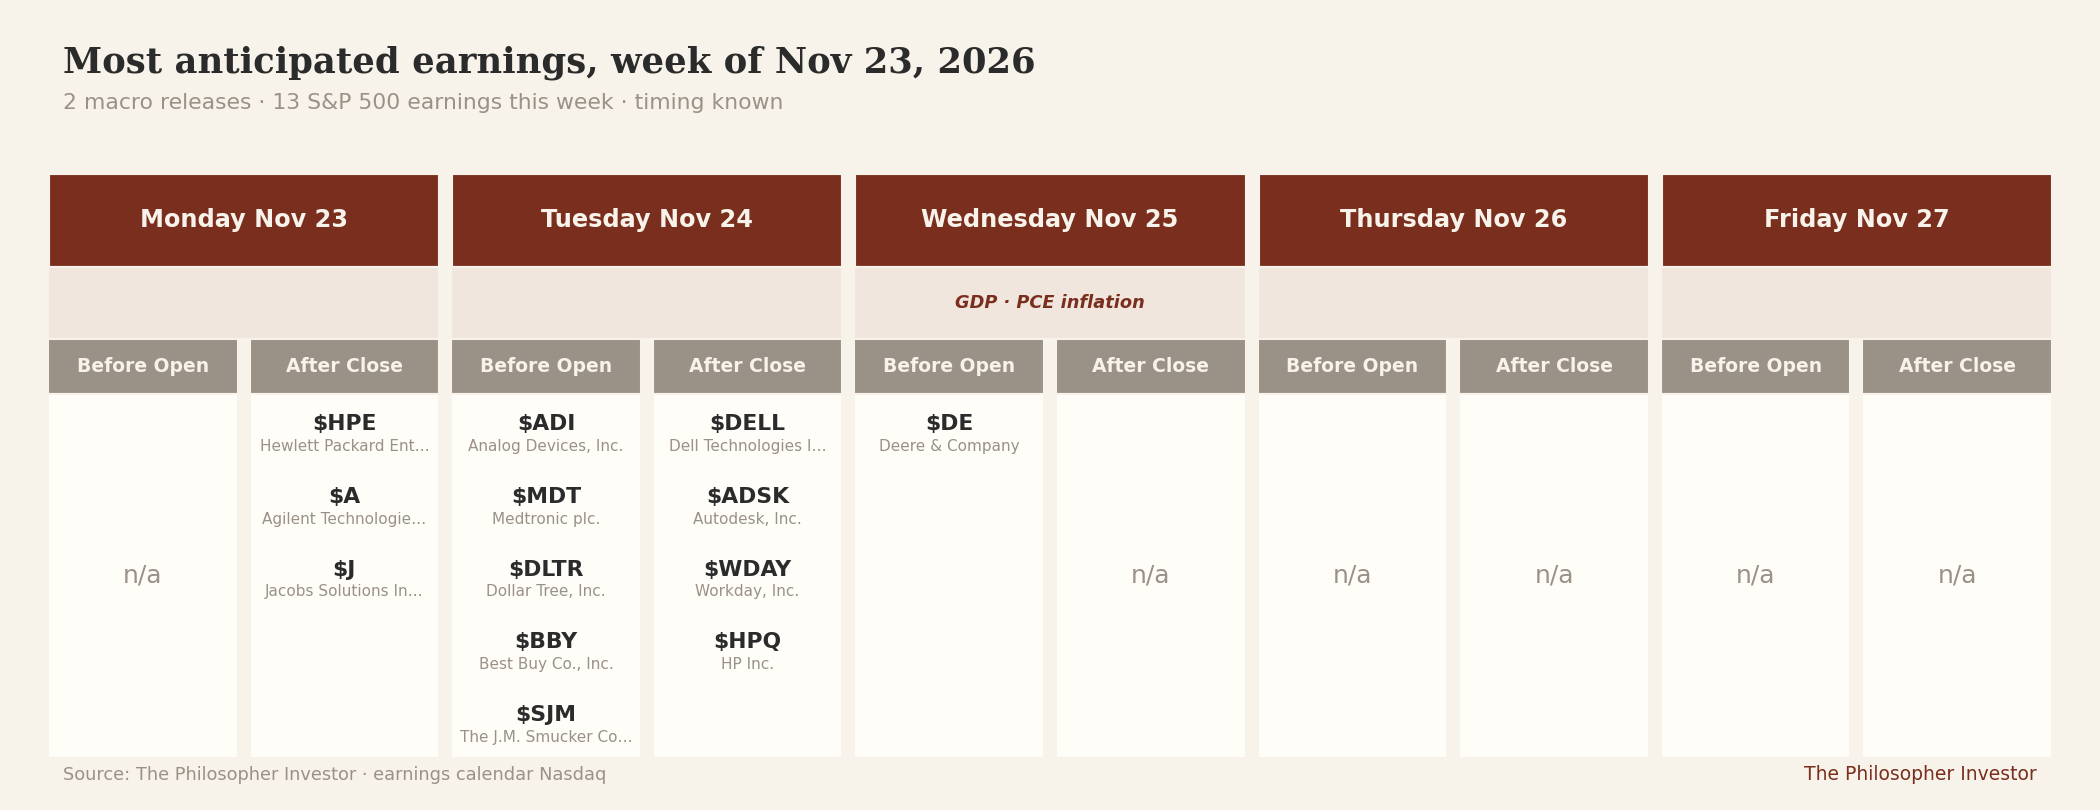 Most anticipated earnings, week of Nov 23, 2026
2 macro releases · 13 S&P 500 earnings this week · timing known
Monday Nov 23
Tuesday Nov 24
Wednesday Nov 25
Thursday Nov 26
Friday Nov 27
GDP · PCE inflation
Before Open
After Close
Before Open
After Close
Before Open
After Close
Before Open
After Close
Before Open
After Close
n/a
$HPE
Hewlett Packard Ent...
$A
Agilent Technologie...
$J
Jacobs Solutions In...
$ADI
Analog Devices, Inc.
$MDT
Medtronic plc.
$DLTR
Dollar Tree, Inc.
$BBY
Best Buy Co., Inc.
$SJM
The J.M. Smucker Co...
$DELL
Dell Technologies I...
$ADSK
Autodesk, Inc.
$WDAY
Workday, Inc.
$HPQ
HP Inc.
$DE
Deere & Company
n/a
n/a
n/a
n/a
n/a
Source: The Philosopher Investor · earnings calendar Nasdaq
The Philosopher Investor